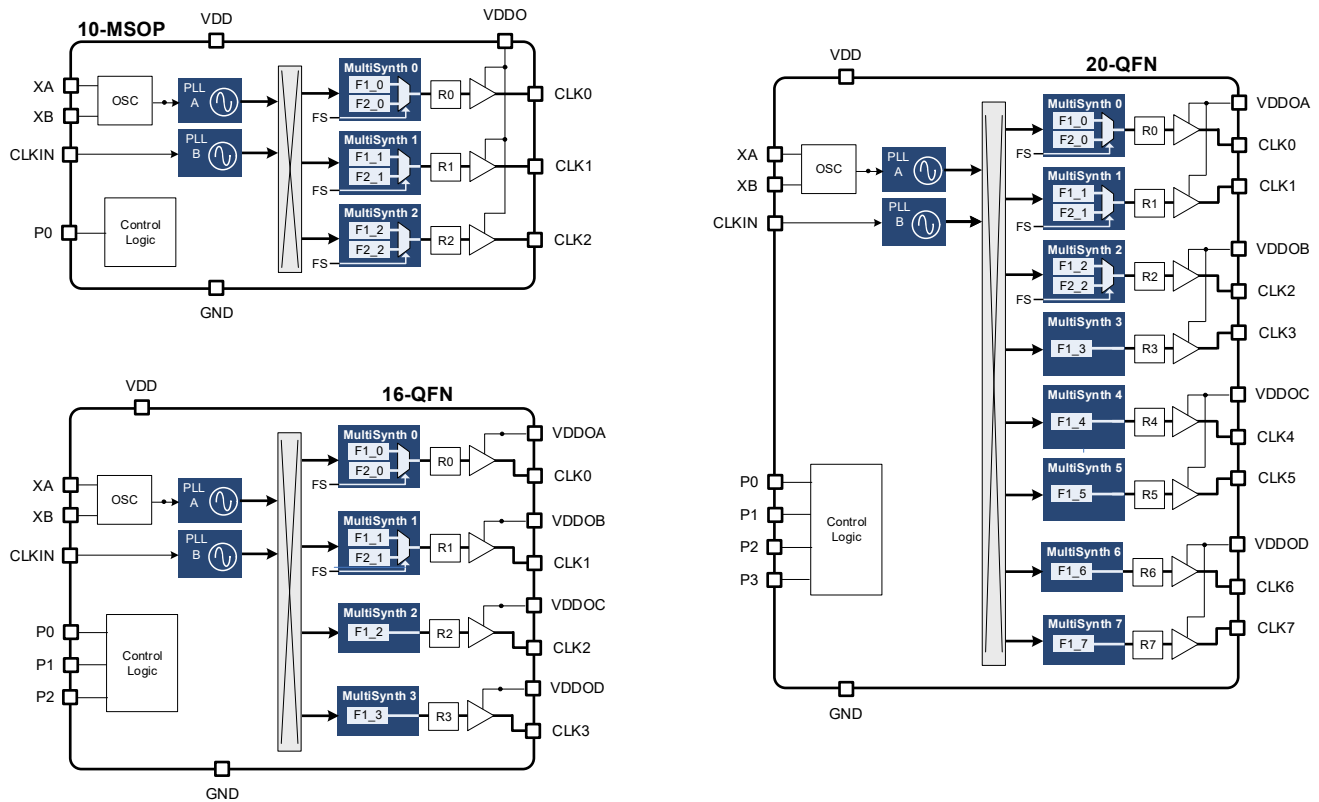 10-MSOP
VDD
VDDO
XA
XB
CLKIN
P0
OSC
PLL
A
PLL
B
Control
Logic
MultiSynth 0
F1_0
F2_0
FS
R0
CLK0
MultiSynth 1
F1_1
F2_1
FS
R1
CLK1
MultiSynth 2
F1_2
F2_2
FS
R2
CLK2
GND
16-QFN
VDD
XA
XB
CLKIN
P0
P1
P2
OSC
PLL
A
PLL
B
Control
Logic
MultiSynth 0
F1_0
F2_0
FS
R0
VDDOA
CLK0
MultiSynth 1
F1_1
F2_1
FS
R1
VDDOB
CLK1
MultiSynth 2
F1_2
R2
VDDOC
CLK2
MultiSynth 3
F1_3
R3
VDDOD
CLK3
GND
20-QFN
VDD
XA
XB
CLKIN
P0
P1
P2
P3
OSC
PLL
A
PLL
B
Control
Logic
MultiSynth 0
F1_0
F2_0
FS
R0
VDDOA
CLK0
MultiSynth 1
F1_1
F2_1
FS
R1
CLK1
MultiSynth 2
F1_2
F2_2
FS
R2
VDDOB
CLK2
MultiSynth 3
F1_3
R3
CLK3
MultiSynth 4
F1_4
R4
VDDOC
CLK4
MultiSynth 5
F1_5
R5
CLK5
MultiSynth 6
F1_6
R6
VDDOD
CLK6
MultiSynth 7
F1_7
R7
CLK7
GND